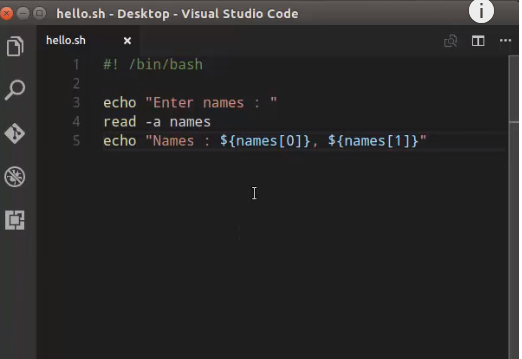 hello.sh - Desktop - Visual Studio Code
hello.sh
1 #! /bin/bash
2
3 echo "Enter names : "
4 read -a names
5 echo "Names : ${names[0]}, ${names[1]}"